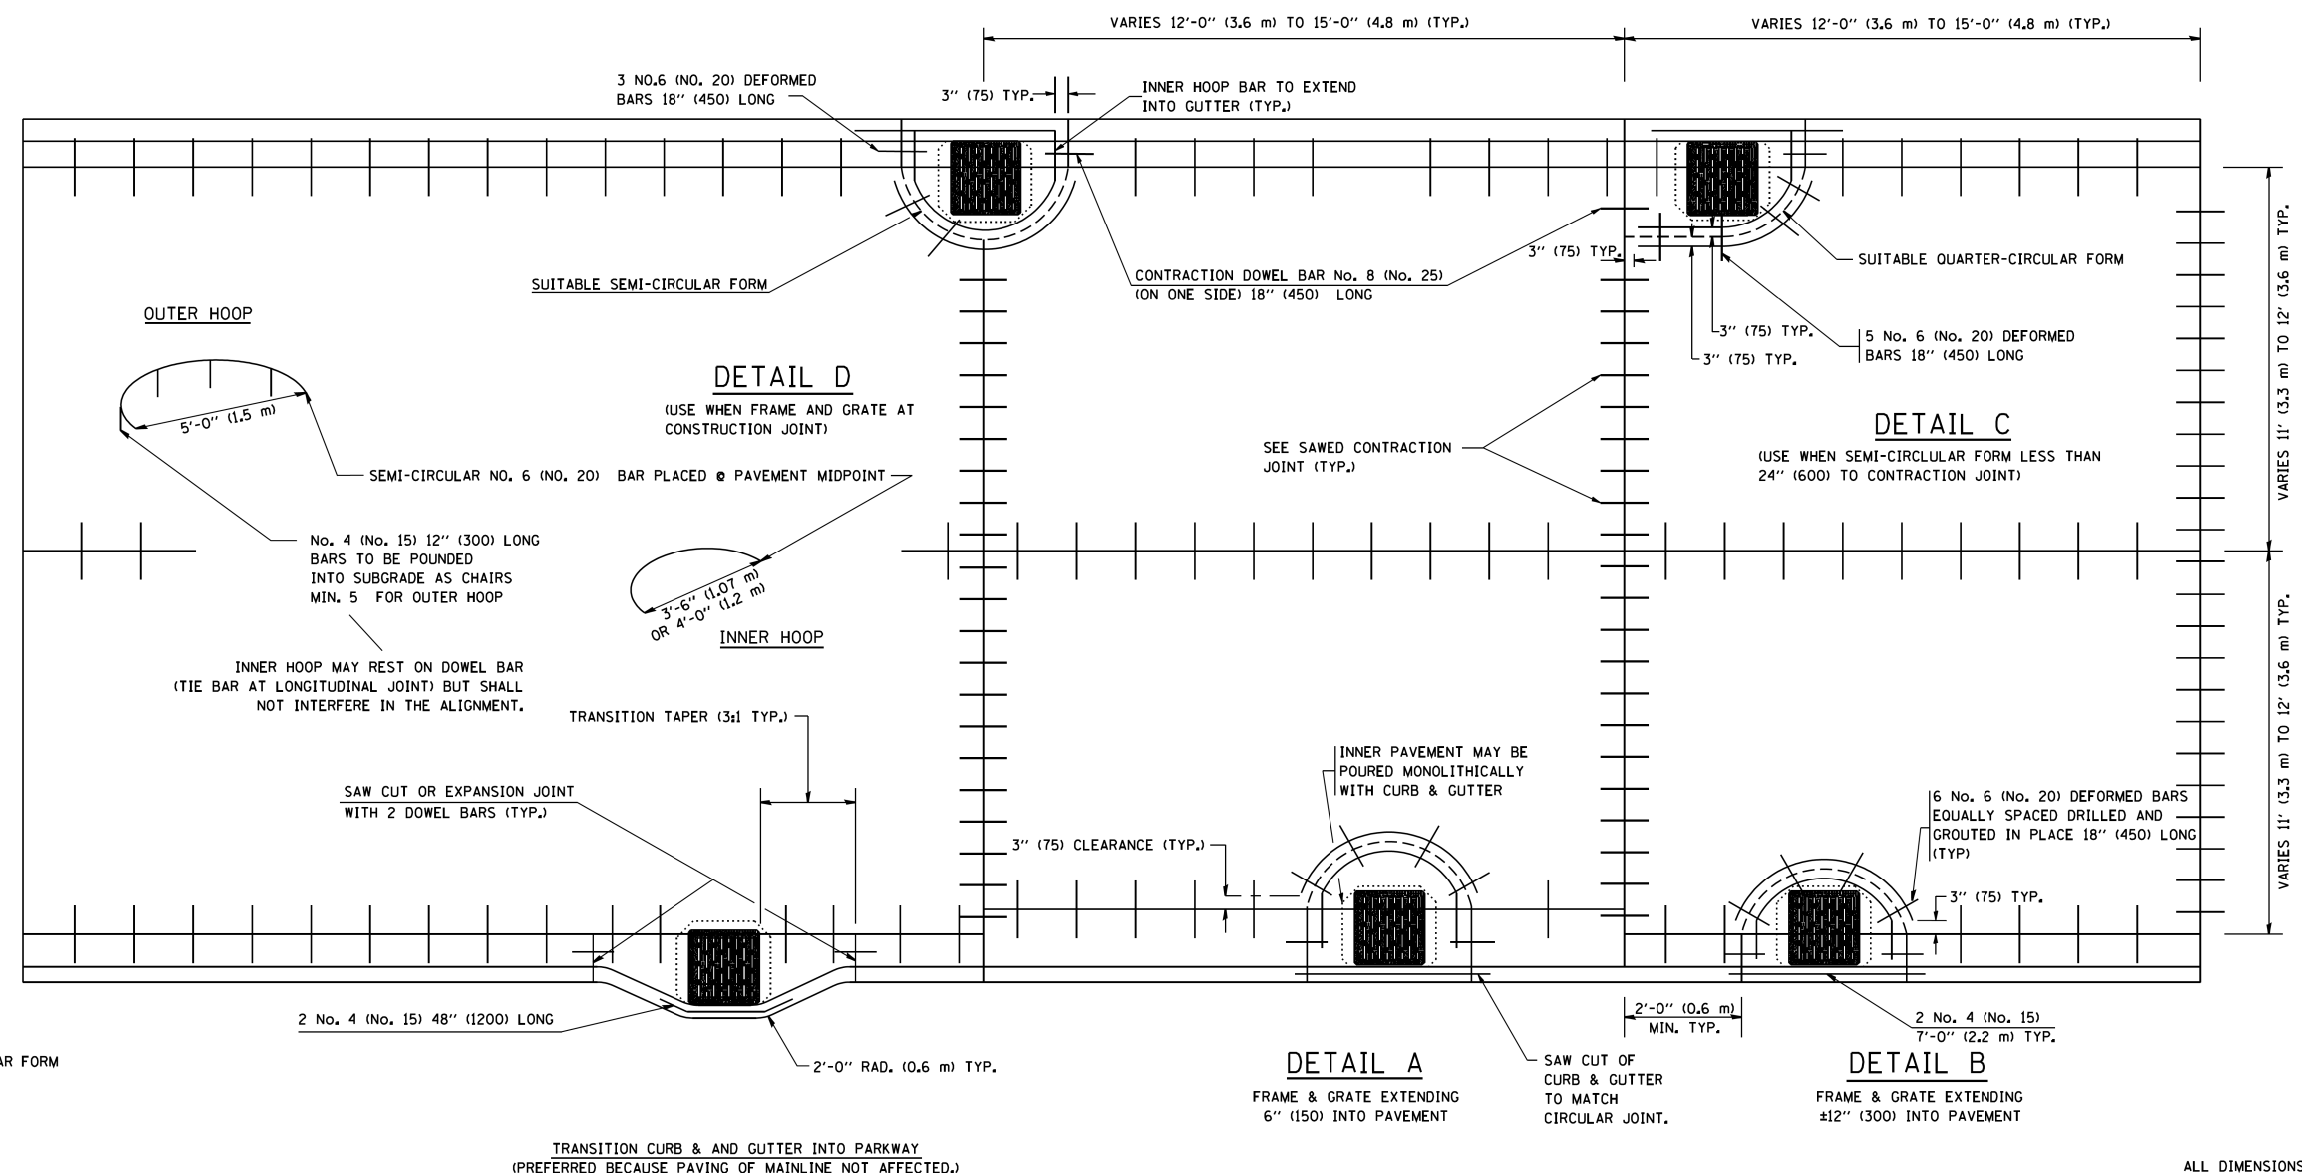 VARIES 12'-0" (3.6 m) TO 15'-0" (4.8 m) (TYP.)
VARIES 12'-0" (3.6 m) TO 15'-0" (4.8 m) (TYP.)
3 NO.6 (NO. 20) DEFORMED
BARS 18" (450) LONG
3" (75) TYP.
INNER HOOP BAR TO EXTEND
INTO GUTTER (TYP.)
SUITABLE SEMI-CIRCULAR FORM
CONTRACTION DOWEL BAR No. 8 (No. 25)
(ON ONE SIDE) 18" (450) LONG
3" (75) TYP.
SUITABLE QUARTER-CIRCULAR FORM
3" (75) TYP.
3" (75) TYP.
5 No. 6 (No. 20) DEFORMED
BARS 18" (450) LONG
VARIES 11' (3.3 m) TO 12' (3.6 m) TYP.
OUTER HOOP
5'-0" (1.5 m)
DETAIL D
(USE WHEN FRAME AND GRATE AT
CONSTRUCTION JOINT)
SEMI-CIRCULAR NO. 6 (NO. 20) BAR PLACED @ PAVEMENT MIDPOINT
SEE SAWED CONTRACTION
JOINT (TYP.)
DETAIL C
(USE WHEN SEMI-CIRCLULAR FORM LESS THAN
24" (600) TO CONTRACTION JOINT)
No. 4 (No. 15) 12" (300) LONG
BARS TO BE POUNDED
INTO SUBGRADE AS CHAIRS
MIN. 5 FOR OUTER HOOP
3'-6" (1.07 m)
OR 4'-0" (1.2 m)
INNER HOOP
INNER HOOP MAY REST ON DOWEL BAR
(TIE BAR AT LONGITUDINAL JOINT) BUT SHALL
NOT INTERFERE IN THE ALIGNMENT.
TRANSITION TAPER (3:1 TYP.)
SAW CUT OR EXPANSION JOINT
WITH 2 DOWEL BARS (TYP.)
INNER PAVEMENT MAY BE
POURED MONOLITHICALLY
WITH CURB & GUTTER
3" (75) CLEARANCE (TYP.)
6 No. 6 (No. 20) DEFORMED BARS
EQUALLY SPACED DRILLED AND
GROUTED IN PLACE 18" (450) LONG
(TYP)
3" (75) TYP.
VARIES 11' (3.3 m) TO 12' (3.6 m) TYP.
2 No. 4 (No. 15) 48" (1200) LONG
2'-0" RAD. (0.6 m) TYP.
2'-0" (0.6 m)
MIN. TYP.
2 No. 4 (No. 15)
7'-0" (2.2 m) TYP.
AR FORM
DETAIL A
FRAME & GRATE EXTENDING
6" (150) INTO PAVEMENT
SAW CUT OF
CURB & GUTTER
TO MATCH
CIRCULAR JOINT.
DETAIL B
FRAME & GRATE EXTENDING
±12" (300) INTO PAVEMENT
TRANSITION CURB & AND GUTTER INTO PARKWAY
(PREFERRED BECAUSE PAVING OF MAINLINE NOT AFFECTED.)
ALL DIMENSIONS